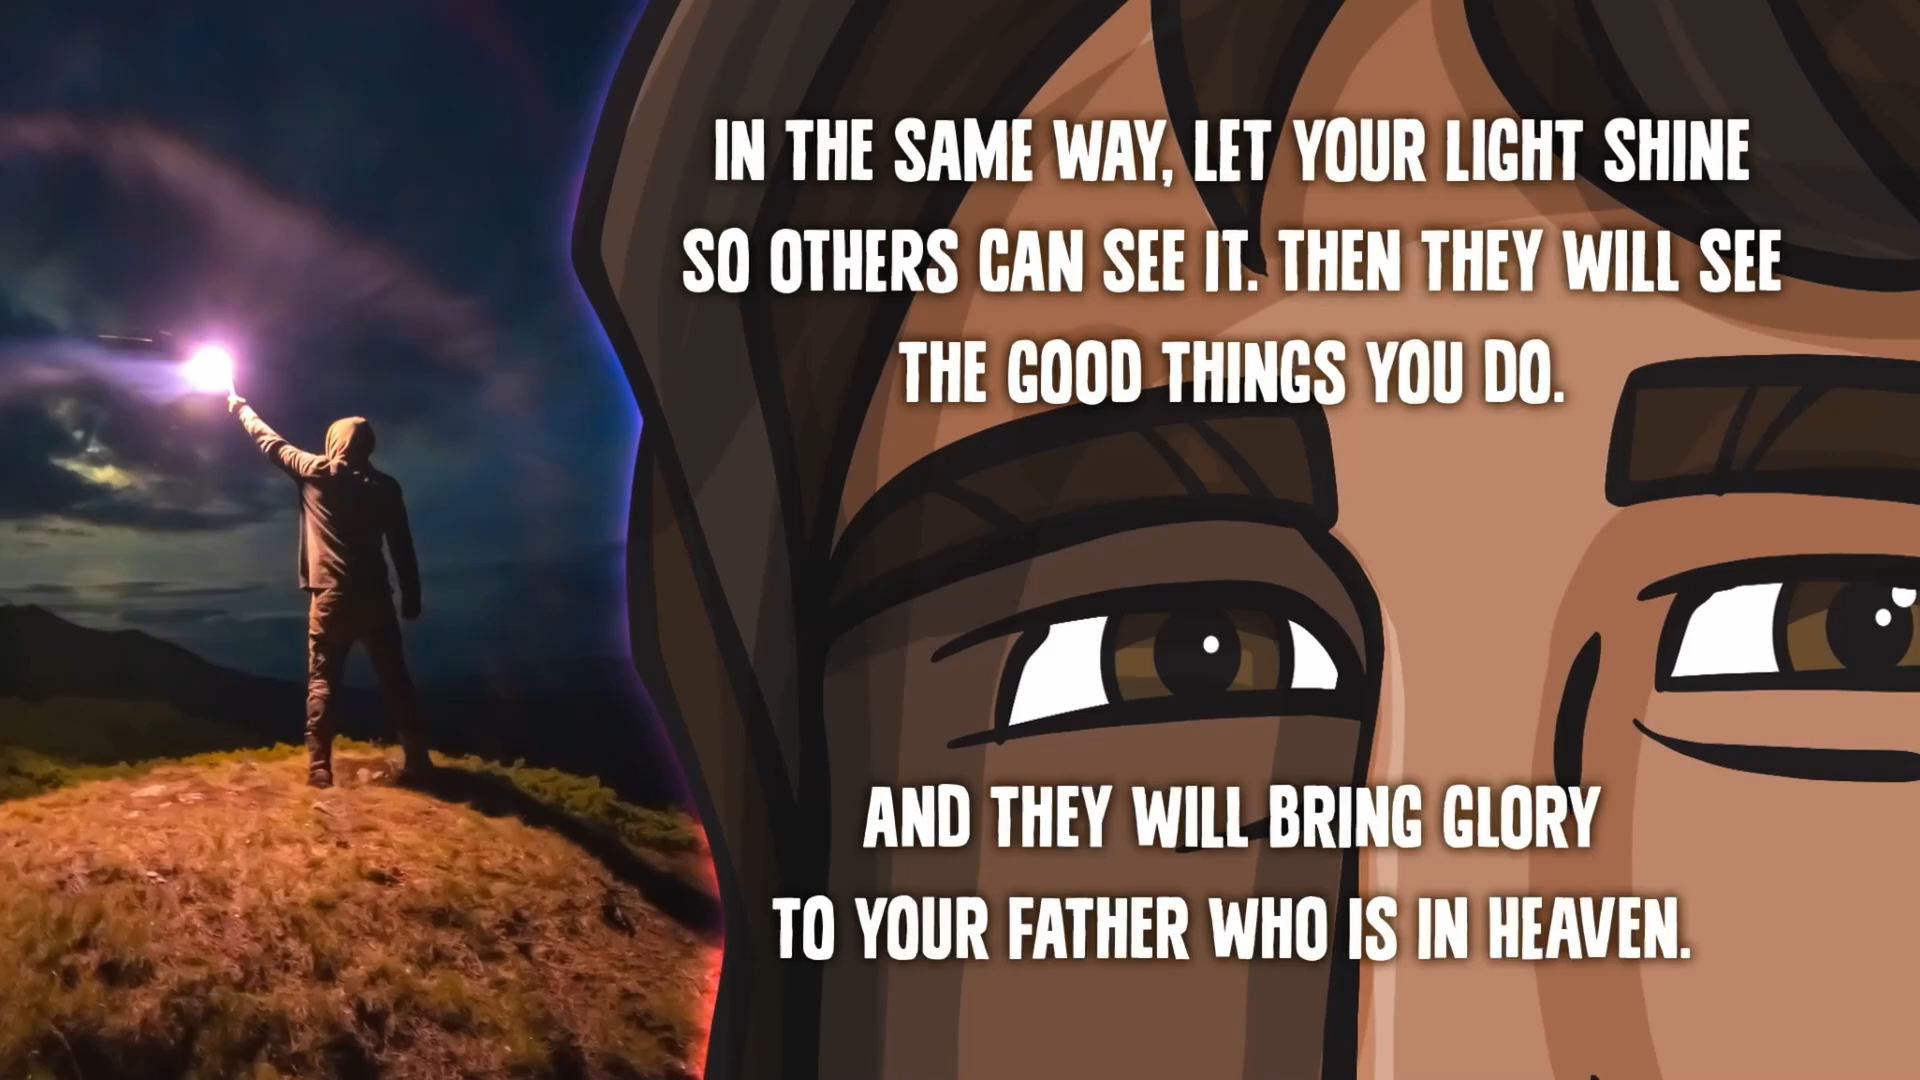 IN THE SAME WAY, LET YOUR LIGHT SHINE
SO OTHERS CAN SEE IT. THEN THEY WILL SEE
THE GOOD THINGS YOU DO.
AND THEY WILL BRING GLORY
TO YOUR FATHER WHO IS IN HEAVEN.